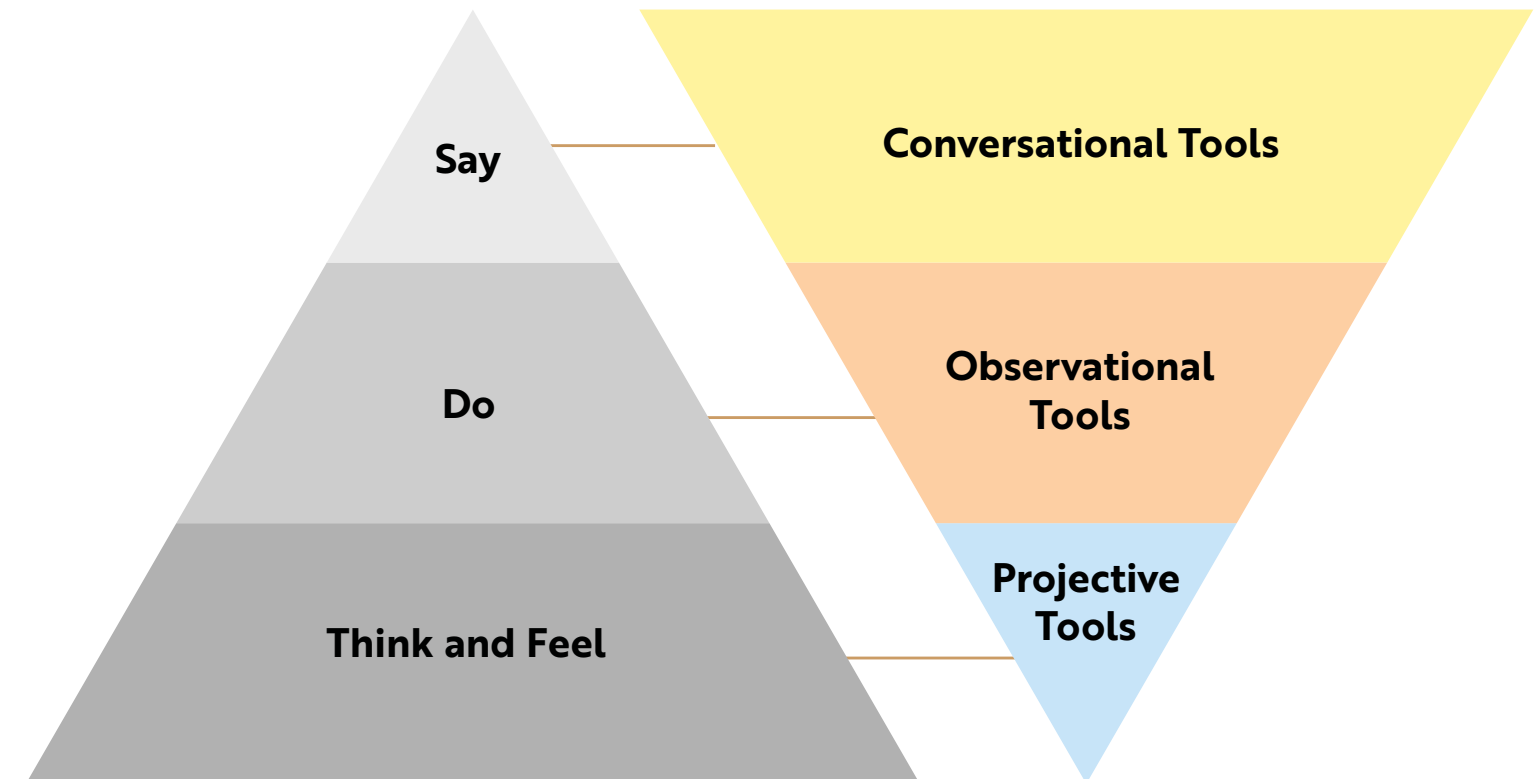 Say
Conversational Tools
Do
Observational
Tools
Think and Feel
Projective
Tools